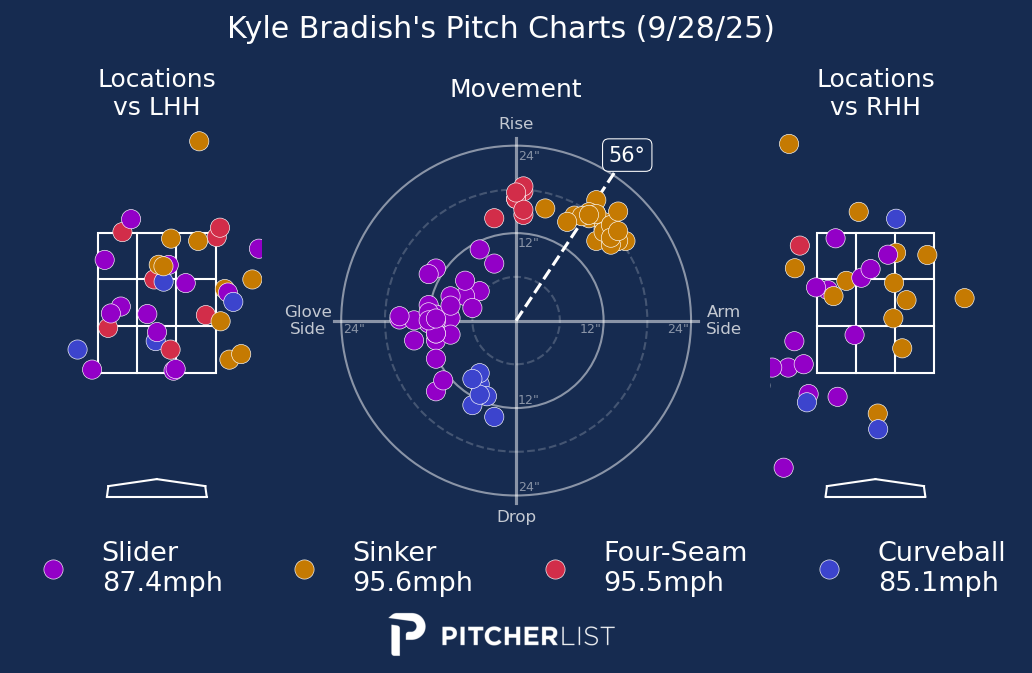 Kyle Bradish's Pitch Charts (9/28/25)
Locations
vs LHH
Movement
Locations
vs RHH
Rise
24"
56°
12"
Glove
Side
24"
12"
24"
Arm
Side
12"
24"
Drop
Slider
87.4mph
Sinker
95.6mph
Four-Seam
95.5mph
Curveball
85.1mph
PITCHERLIST